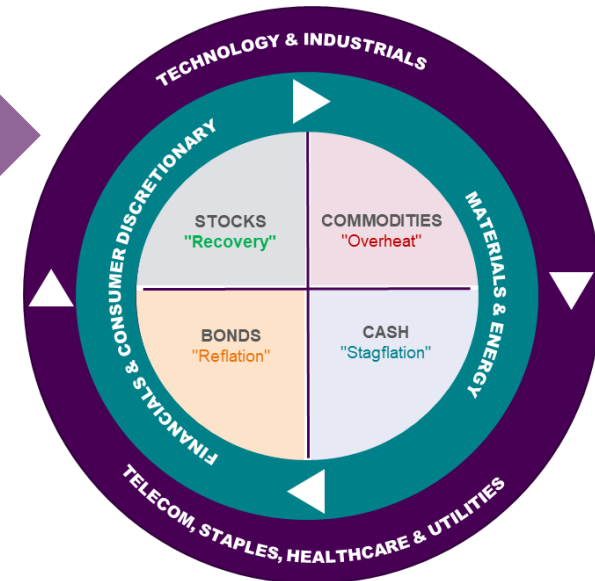 TECHNOLOGY & INDUSTRIALS
FINANCIALS & CONSUMER DISCRETIONARY
MATERIALS & ENERGY
STOCKS
"Recovery"
COMMODITIES
"Overheat"
BONDS
"Reflation"
CASH
"Stagflation"
TELECOM, STAPLES, HEALTHCARE & UTILITIES